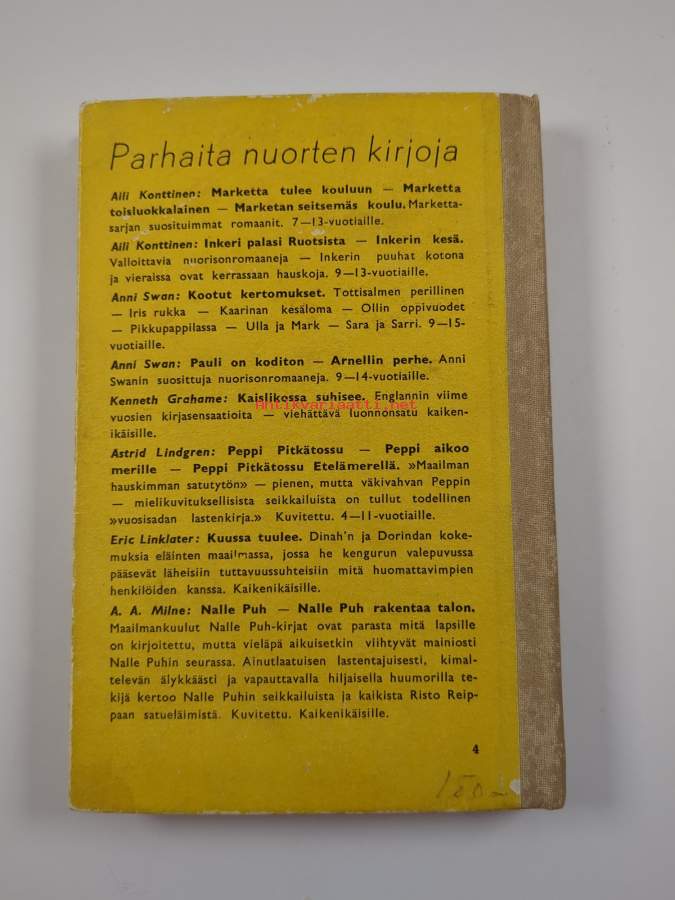 Parhaita nuorten kirjoja
Aili Konttinen: Marketta tulee kouluun — Marketta
toisluokkalainen — Marketan seitsemäs koulu. Marketta-
sarjan suosituimmat romaanit. 7—13-vuotiaille.
Aili Konttinen: Inkeri palasi Ruotsista — Inkerin kesä.
Valloittavia nuorisonromaaneja — Inkerin puuhat kotona
ja vieraissa ovat kerrassaan hauskoja. 9—13-vuotiaille.
Anni Swan: Kootut kertomukset. Tottisalmen perillinen
— Iris rukka — Kaarinan kesäloma — Ollin oppivuodet
— Pikkupappilassa — Ulla ja Mark — Sara ja Sarri. 9—15-
vuotiaille.
Anni Swan: Pauli on koditon — Arnellin perhe. Anni
Swanin suosittuja nuorisonromaaneja. 9—14-vuotiaille.
Kenneth Grahame: Kaislikossa suhisee. Englannin viime
Antikvariaatti.net
vuosien kirjasensaatioita — viehättävä luonnonsatu kaiken-
ikäisille.
Astrid Lindgren: Peppi Pitkätossu — Peppi aikoo
merille — Peppi Pitkätossu Etelämerellä. »Maailman
hauskimman satutytön» — pienen, mutta väkivahvan Peppin
— mielikuvituksellisista seikkailuista on tullut todellinen
»vuosisadan lastenkirja.» Kuvitettu. 4—11-vuotiaille.
Eric Linklater: Kuussa tuulee. Dinah'n ja Dorindan koke-
muksia eläinten maailmassa, jossa he kengurun valepuvussa
pääsevät läheisiin tuttavuussuhteisiin mitä huomattavimpien
henkilöiden kanssa. Kaikenikäisille.
A. A. Milne: Nalle Puh — Nalle Puh rakentaa talon.
Maailmankuulut Nalle Puh-kirjat ovat parasta mitä lapsille
on kirjoitettu, mutta vieläpä aikuisetkin viihtyvät mainiosti
Nalle Puhin seurassa. Ainutlaatuisen lastentajuisesti, kimal-
televän älykkäästi ja vapauttavalla hiljaisella huumorilla te-
kijä kertoo Nalle Puhin seikkailuista ja kaikista Risto Reip-
paan satueläimistä. Kuvitettu. Kaikenikäisille.
4
150-